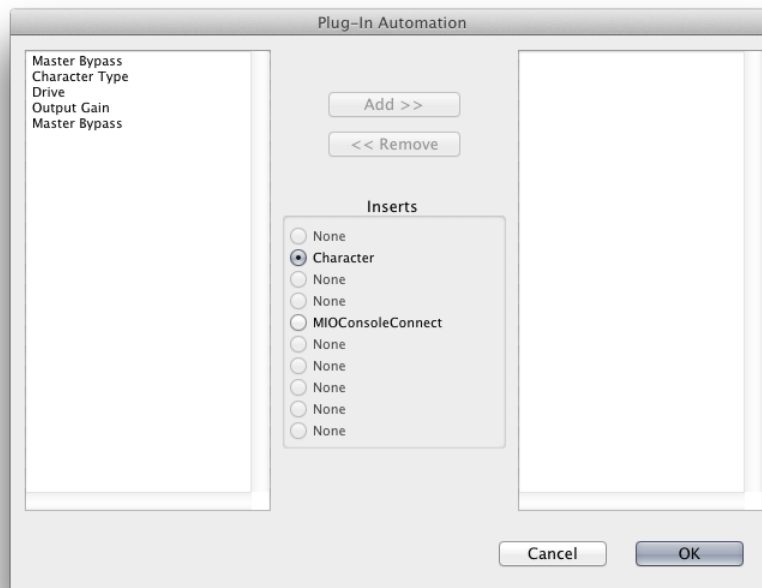 Plug-In Automation
Master Bypass
Character Type
Drive
Output Gain
Master Bypass
Add >>
<< Remove
Inserts
None
Character
None
None
MIOConsoleConnect
None
None
None
None
None
Cancel
OK